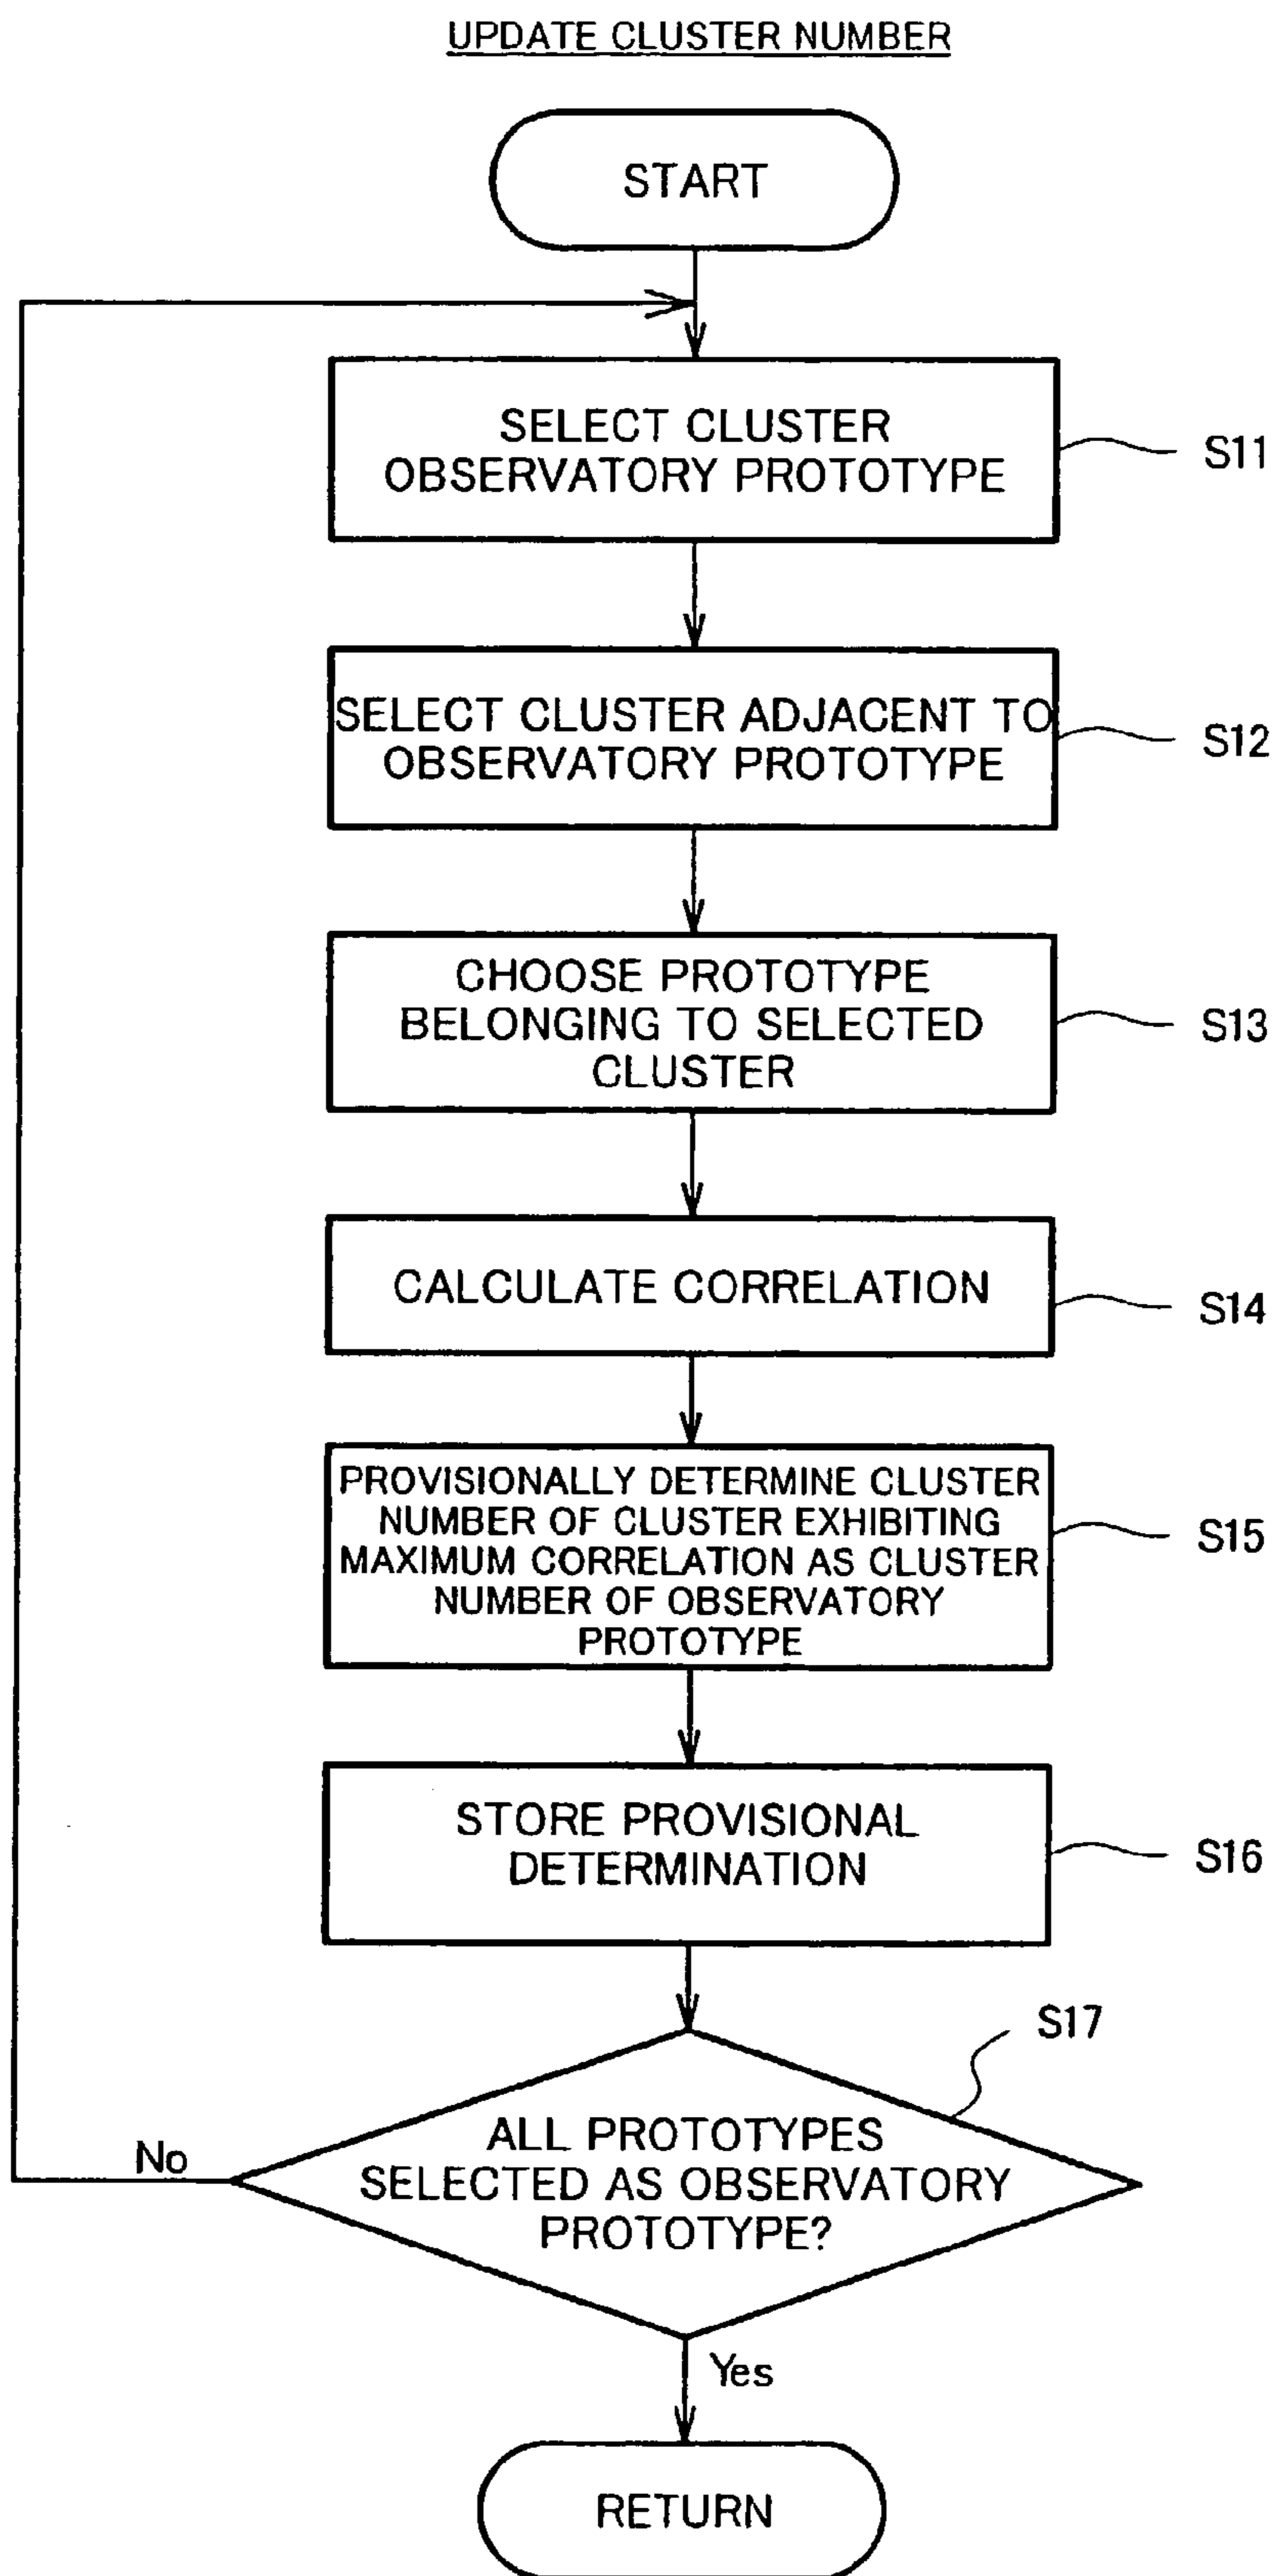 UPDATE CLUSTER NUMBER
START
SELECT CLUSTER
OBSERVATORY PROTOTYPE
S11
SELECT CLUSTER ADJACENT TO
OBSERVATORY PROTOTYPE
S12
CHOOSE PROTOTYPE
BELONGING TO SELECTED
CLUSTER
S13
CALCULATE CORRELATION
S14
PROVISIONALLY DETERMINE CLUSTER
NUMBER OF CLUSTER EXHIBITING
MAXIMUM CORRELATION AS CLUSTER
NUMBER OF OBSERVATORY
PROTOTYPE
S15
STORE PROVISIONAL
DETERMINATION
S16
S17
ALL PROTOTYPES
SELECTED AS OBSERVATORY
PROTOTYPE?
No
Yes
RETURN